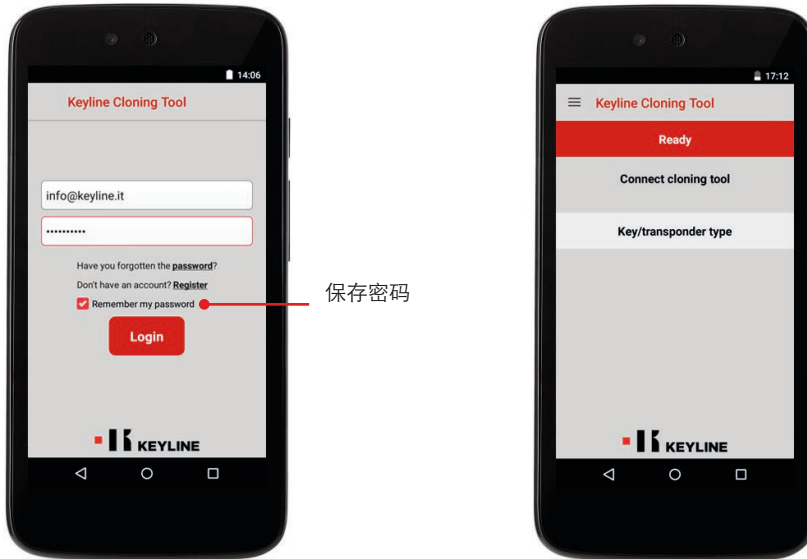 14:06
Keyline Cloning Tool
info@keyline.it
••••••••••
Have you forgotten the password?
Don't have an account? Register
Remember my password
Login
KEYLINE
保存密码
17:12
Keyline Cloning Tool
Ready
Connect cloning tool
Key/transponder type
KEYLINE